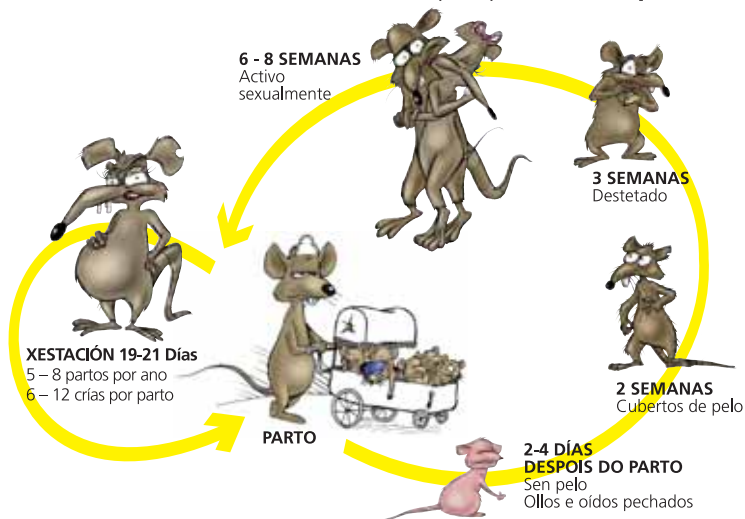 6 - 8 SEMANAS
Activo
sexualmente
3 SEMANAS
Destetado
2 SEMANAS
Cubertos de pelo
2-4 DÍAS
DESPOIS DO PARTO
Sen pelo
Ollos e oídos pechados
PARTO
XESTACIÓN 19-21 Días
5 – 8 partos por ano
6 – 12 crías por parto